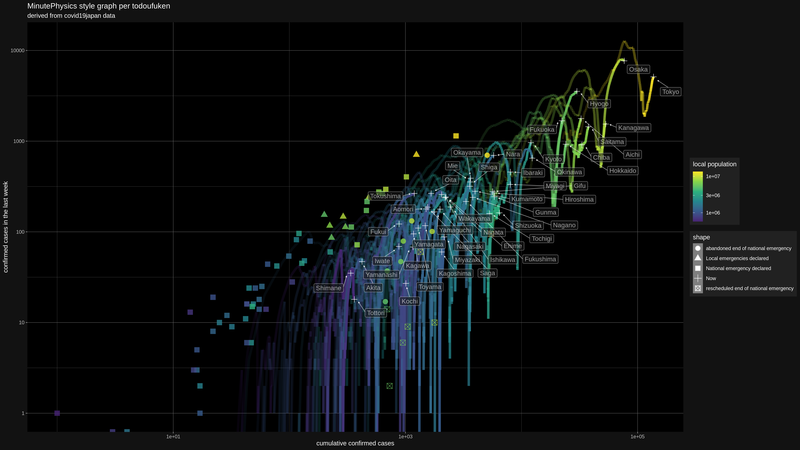 MinutePhysics style graph per todoufuken
derived from covid19japan data
confirmed cases in the last week
10000
1000
100
10
1
1e+01
1e+03
1e+05
cumulative confirmed cases
Osaka
Tokyo
Hyogo
Fukuoka
Kanagawa
Saitama
Okayama
Nara
Kyoto
Chiba
Aichi
Mie
Shiga
Ibaraki
Okinawa
Hokkaido
Oita
Miyagi
Gifu
Tokushima
Kumamoto
Hiroshima
Aomori
Gunma
Wakayama
Shizuoka
Nagano
Fukui
Yamaguchi
Niigata
Tochigi
Yamagata
Nagasaki
Ehime
Iwate
Miyazaki
Ishikawa
Fukushima
Kagawa
Yamanashi
Kagoshima
Saga
Shimane
Akita
Toyama
Kochi
Tottori
local population
1e+07
1e+06
1e+06
shape
abandoned end of national emergency
Local emergencies declared
National emergency declared
Now
rescheduled end of national emergency